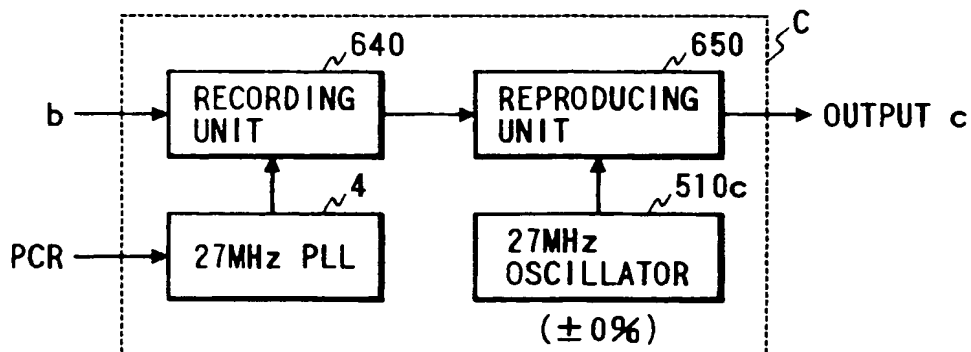 C
640
650
b
RECORDING
UNIT
REPRODUCING
UNIT
OUTPUT c
4
510c
PCR
27MHz PLL
27MHz
OSCILLATOR
(±0%)